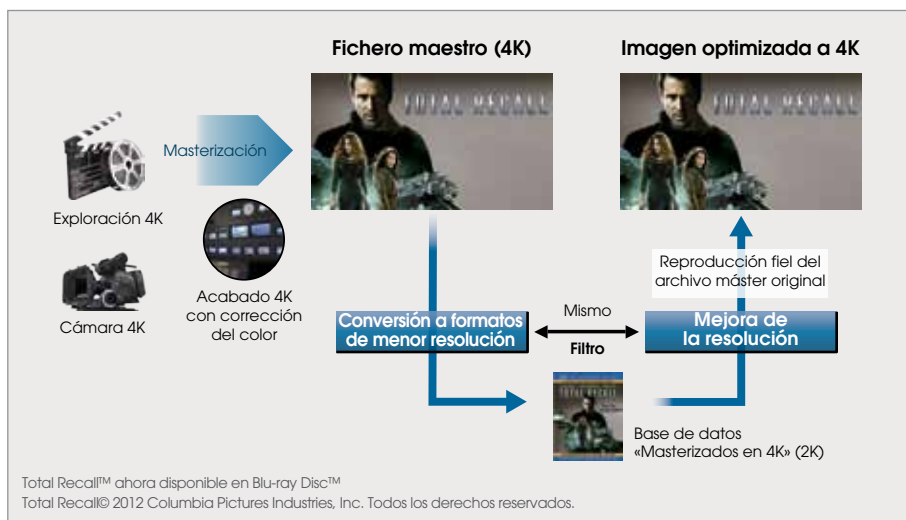 Fichero maestro (4K)
Imagen optimizada a 4K
TOTAL RECALL
TOTAL RECALL
Masterización
Exploración 4K
Cámara 4K
Acabado 4K
con corrección
del color
Conversión a formatos
de menor resolución
Mismo
Filtro
Reproducción fiel del
archivo máster original
Mejora de
la resolución
TOTAL RECALL
Base de datos
«Masterizados en 4K» (2K)
Total Recall™ ahora disponible en Blu-ray Disc™
Total Recall© 2012 Columbia Pictures Industries, Inc. Todos los derechos reservados.